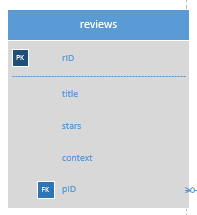 reviews
PK rID
title
stars
context
FK pID